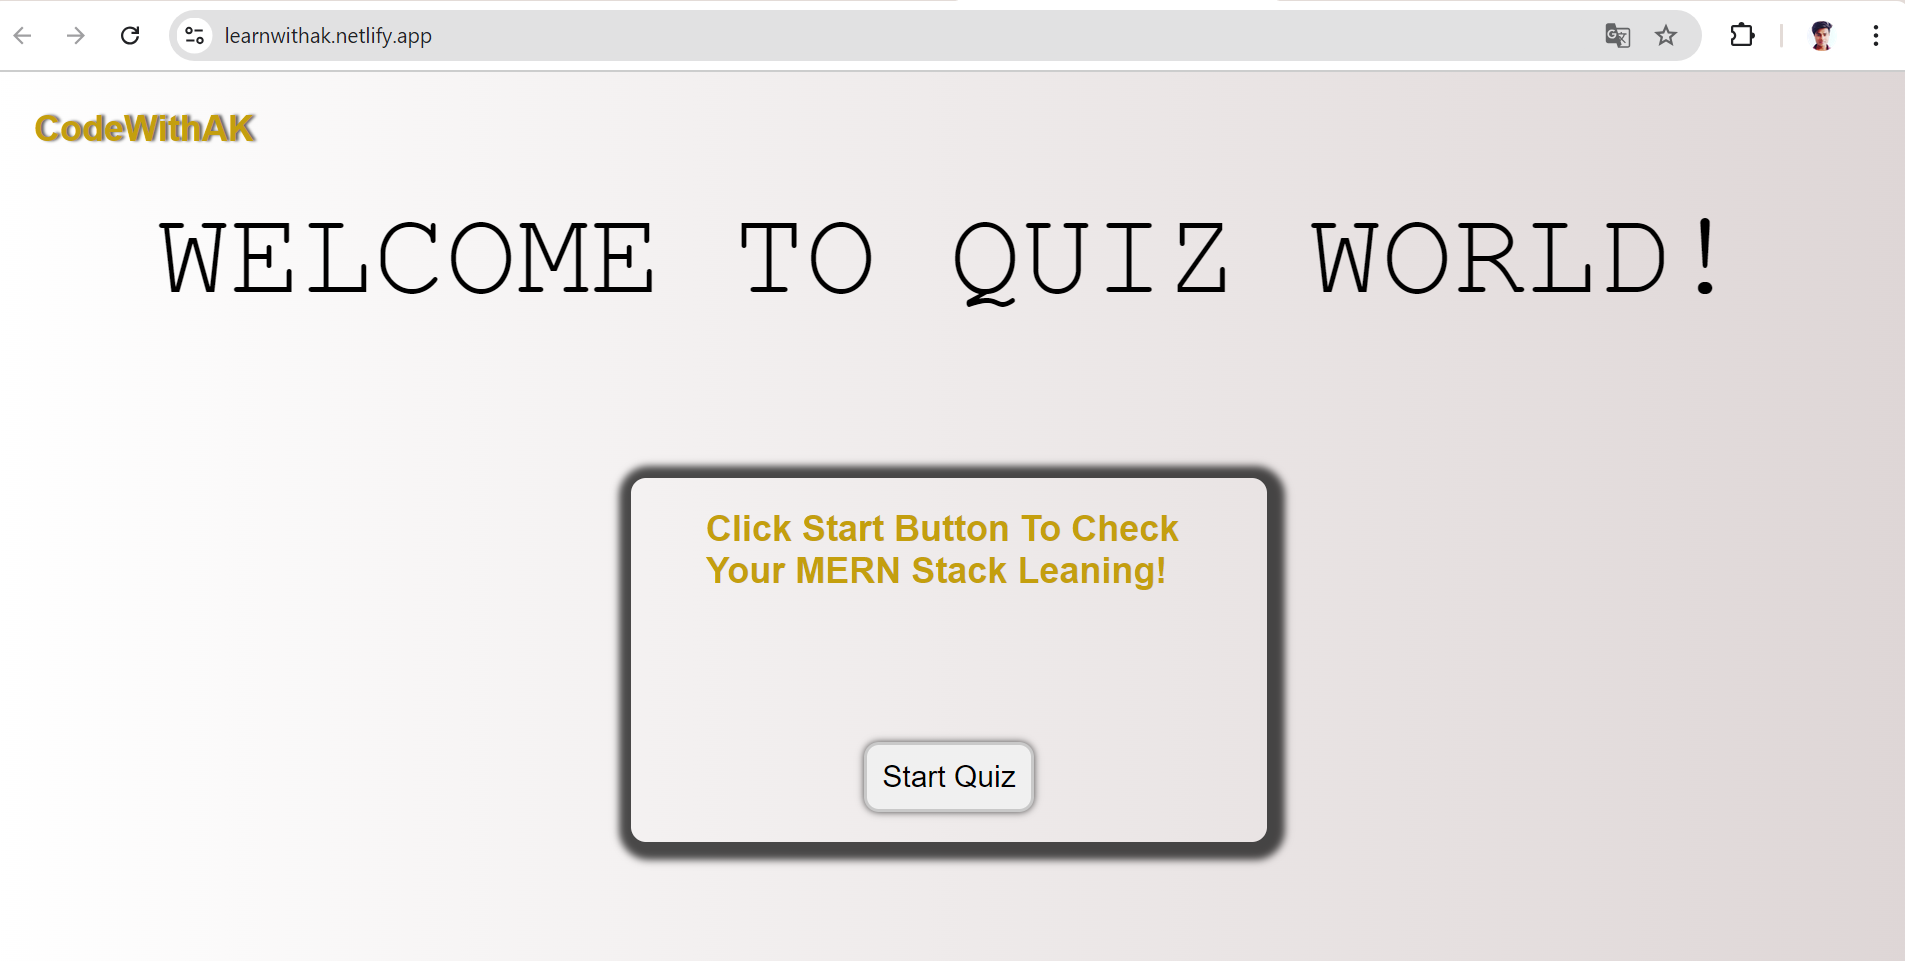 learnwithak.netlify.app
CodeWithAK
WELCOME TO QUIZ WORLD!
Click Start Button To Check
Your MERN Stack Leaning!
Start Quiz